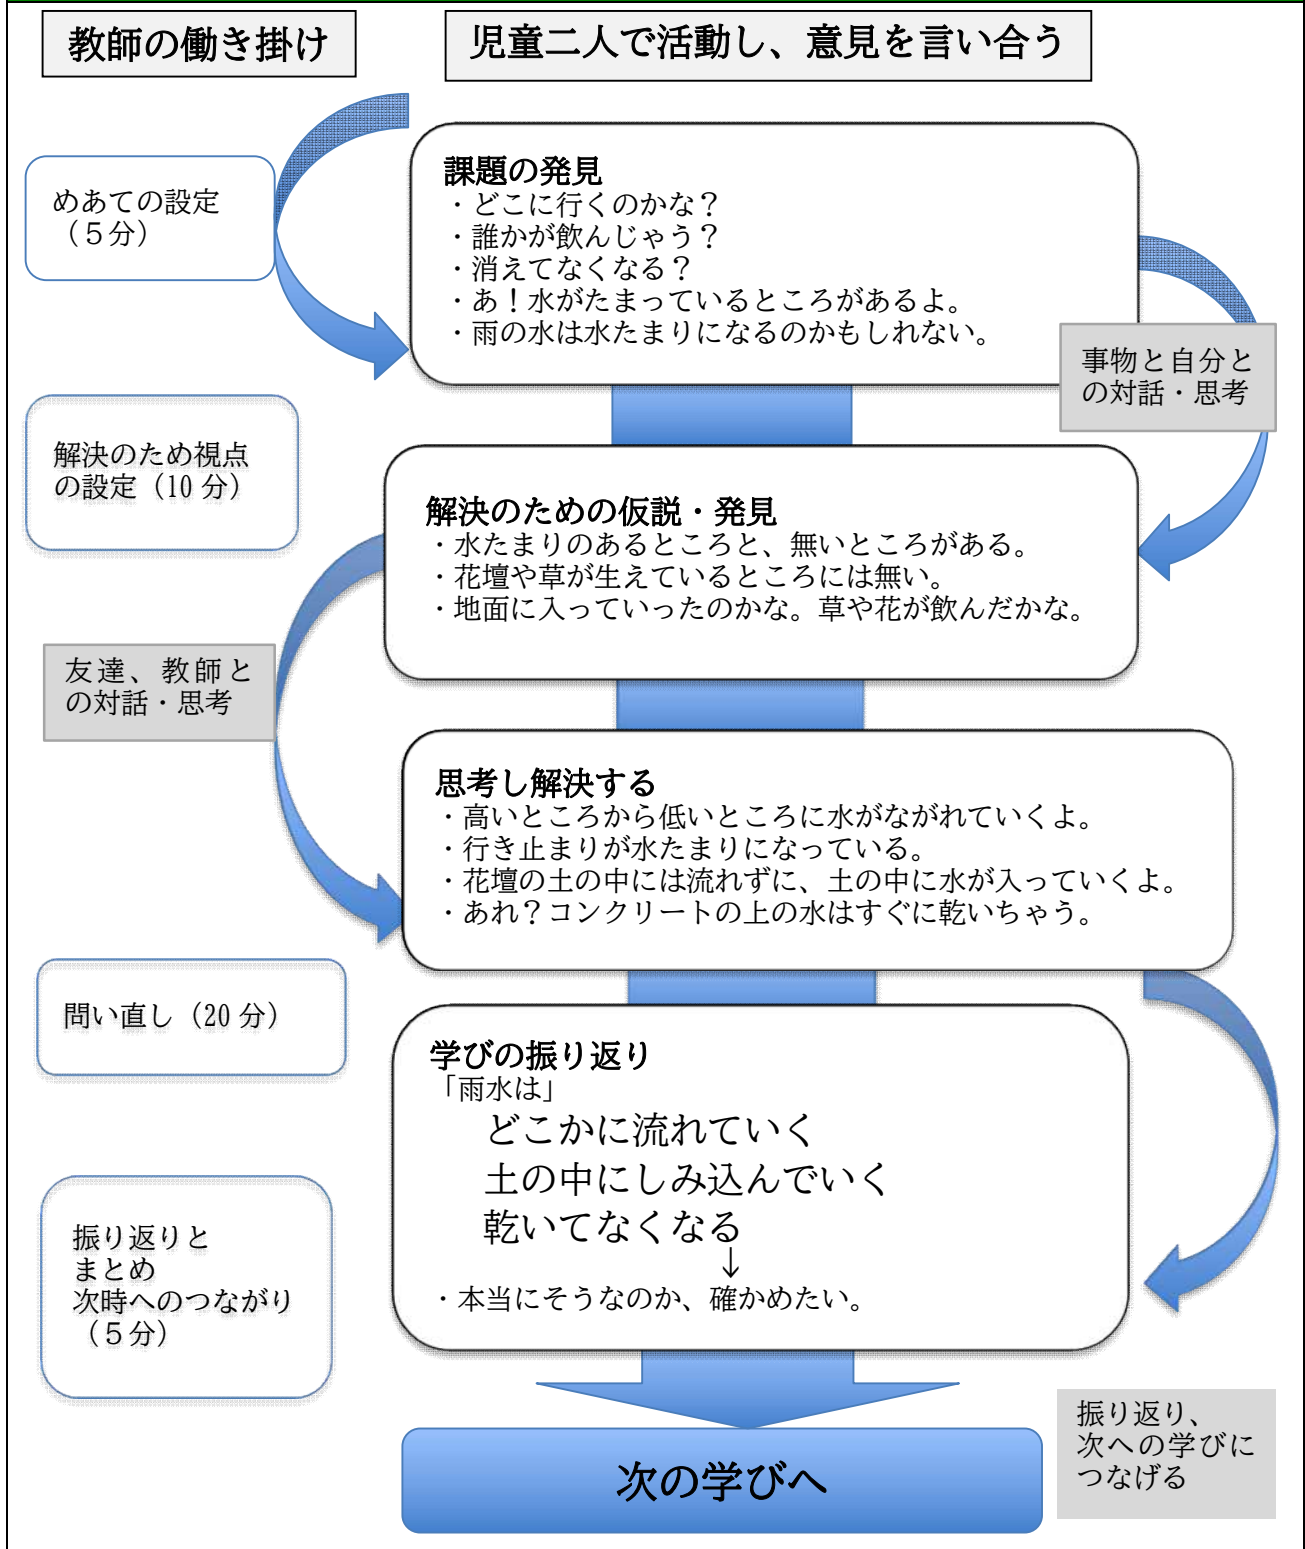 教師の働き掛け
児童二人で活動し、意見を言い合う
めあての設定
（５分）
課題の発見
・どこに行くのかな？
・誰かが飲んじゃう？
・消えてなくなる？
・あ！水がたまっているところがあるよ。
・雨の水は水たまりになるのかもしれない。
事物と自分と
の対話・思考
解決のため視点
の設定（10 分）
解決のための仮説・発見
・水たまりのあるところと、無いところがある。
・花壇や草が生えているところには無い。
・地面に入っていったのかな。草や花が飲んだかな。
友達、教師と
の対話・思考
思考し解決する
・高いところから低いところに水がながれていくよ。
・行き止まりが水たまりになっている。
・花壇の土の中には流れずに、土の中に水が入っていくよ。
・あれ？コンクリートの上の水はすぐに乾いちゃう。
問い直し（20 分）
学びの振り返り
「雨水は」
どこかに流れていく
土の中にしみ込んでいく
乾いてなくなる
↓
・本当にそうなのか、確かめたい。
振り返りと
まとめ
次時へのつながり
（５分）
振り返り、
次への学びに
つなげる
次の学びへ